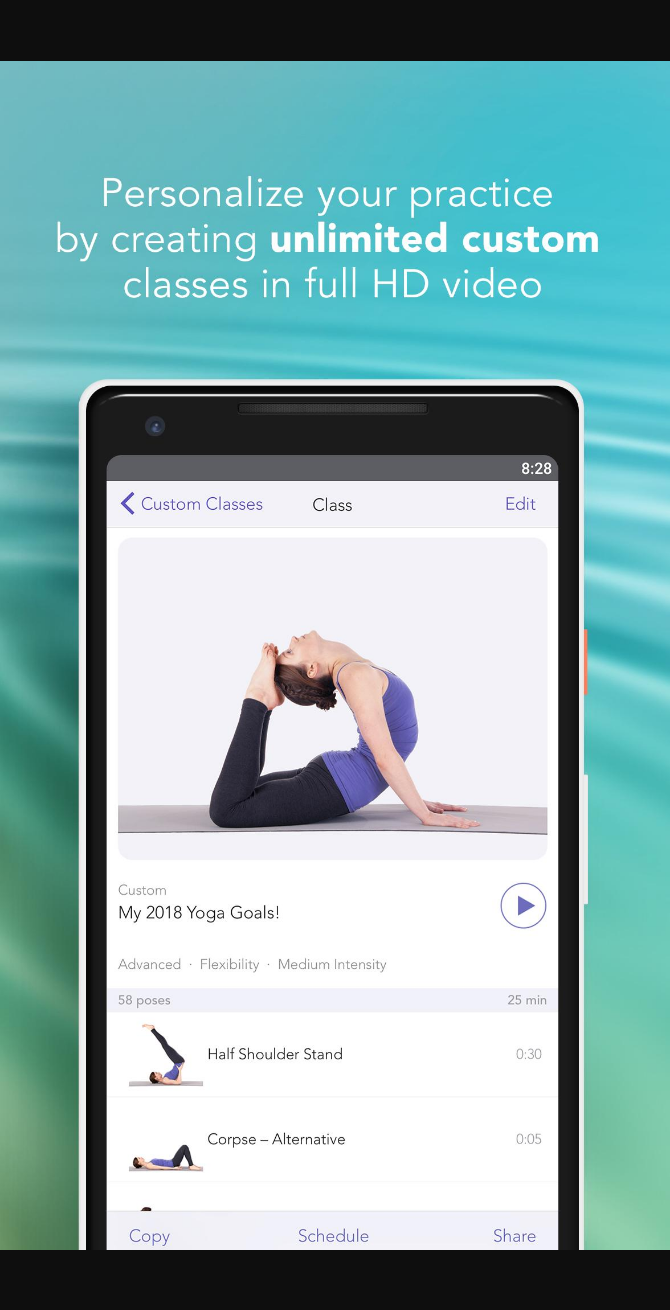 Personalize your practice
by creating unlimited custom
classes in full HD video
8:28
Custom Classes Class Edit
Custom
My 2018 Yoga Goals!
Advanced · Flexibility · Medium Intensity
58 poses 25 min
Half Shoulder Stand 0:30
Corpse – Alternative 0:05
Copy Schedule Share